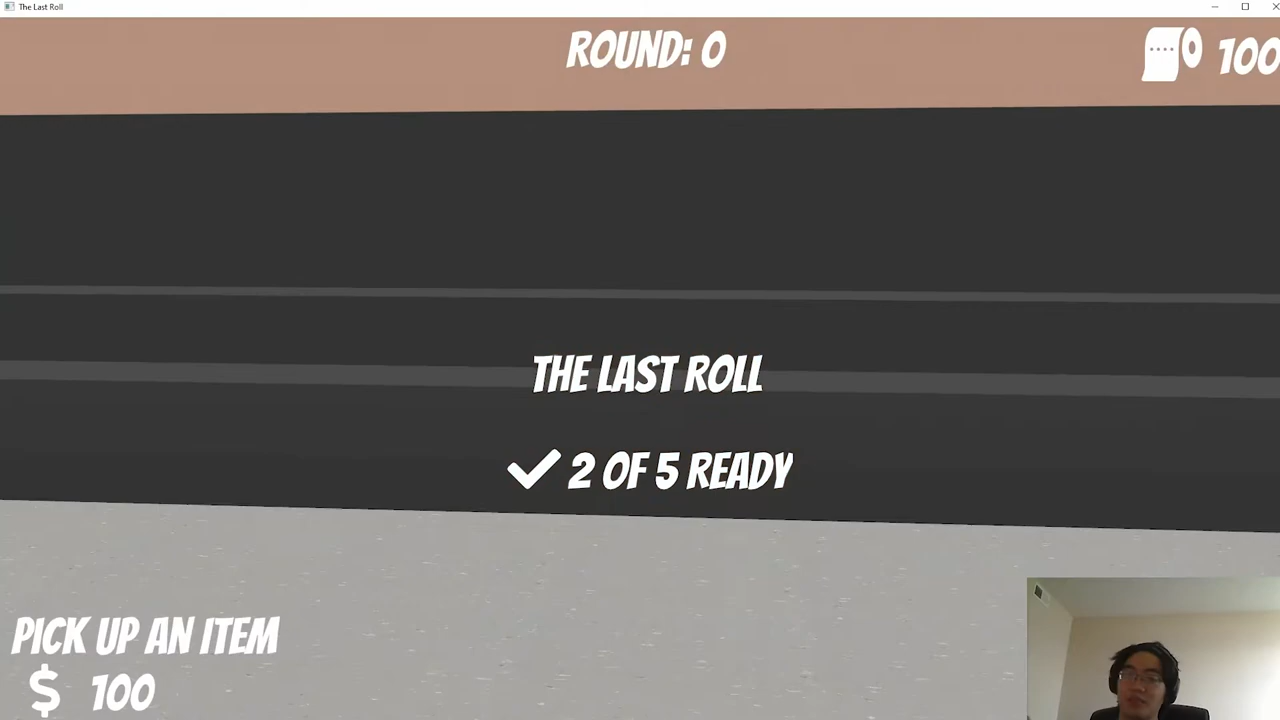 The Last Roll
ROUND: 0
100
THE LAST ROLL
2 OF 5 READY
PICK UP AN ITEM
$ 100